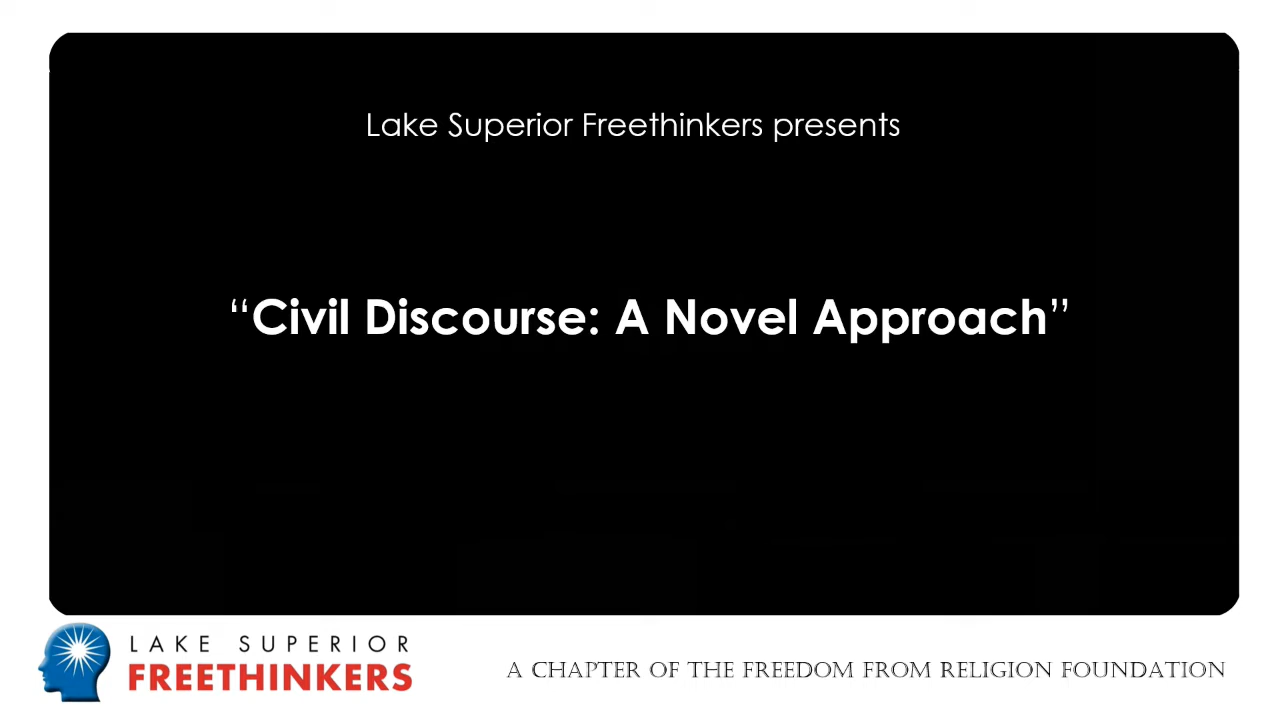 Lake Superior Freethinkers presents
“Civil Discourse: A Novel Approach”
LAKE SUPERIOR
FREETHINKERS
A CHAPTER OF THE FREEDOM FROM RELIGION FOUNDATION